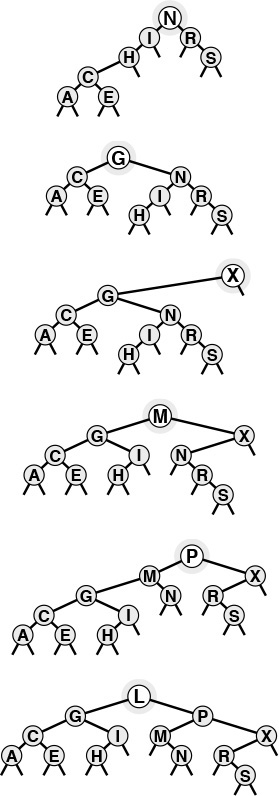 N
I R
H S
C
A E
G
C N
A E I R
H S
X
G
C N
A E I R
H S
M
G X
C I N
A E H R
S
P
M X
G N R
C I S
A E H
L
G P
C I M X
A E H N R
S